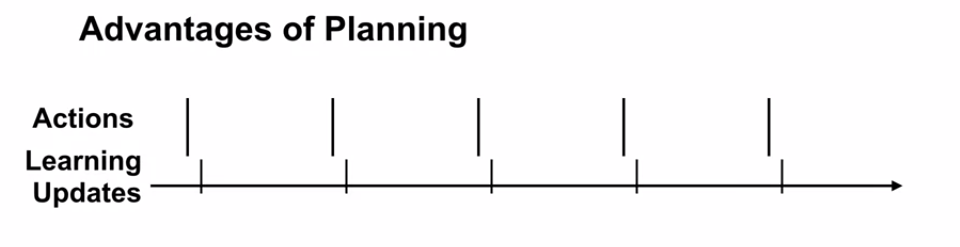 Advantages of Planning
Actions
Learning
Updates